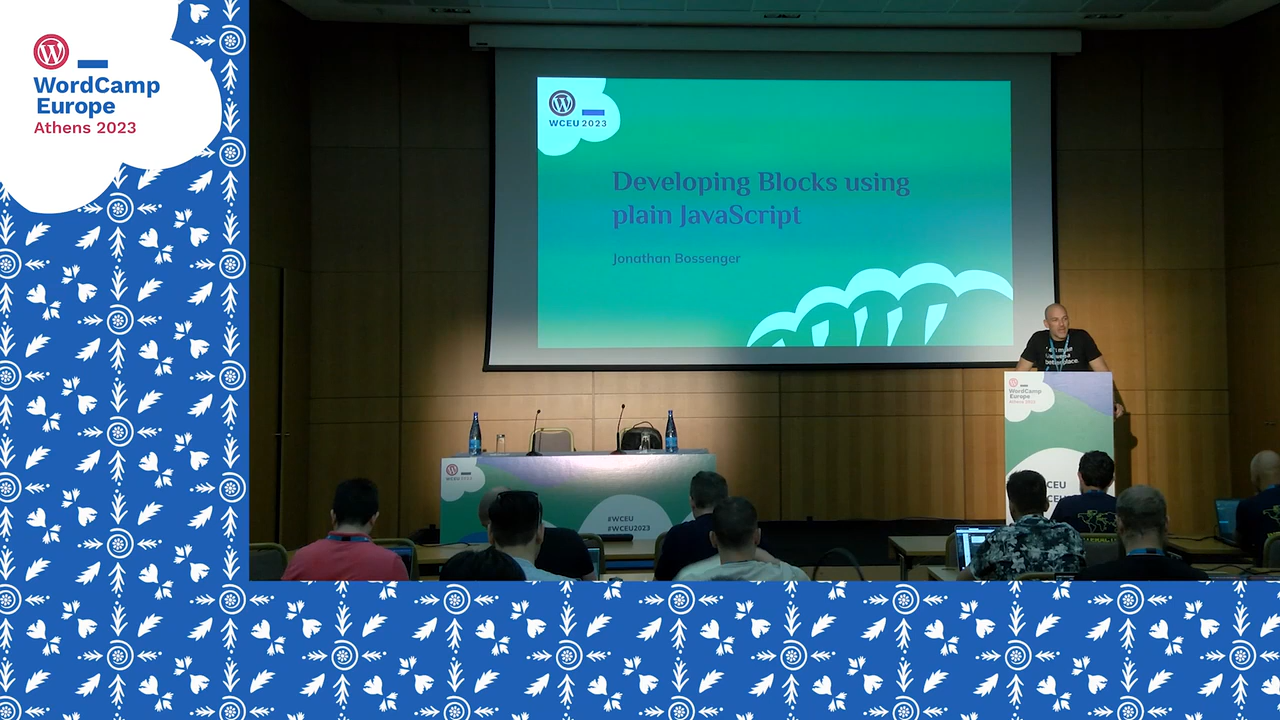 WordCamp
Europe
Athens 2023
WCEU 2023
Developing Blocks using
plain JavaScript
Jonathan Bossenger
WordCamp
Europe
Athens 2023
WCEU 2023
#WCEU
#WCEU2023